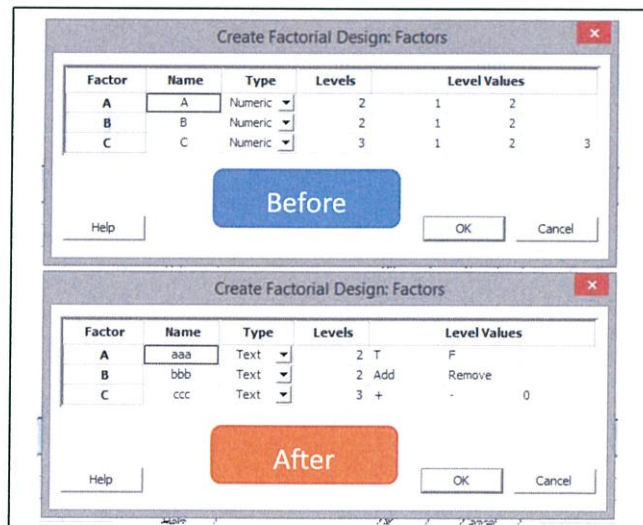 Create Factorial Design: Factors
Factor Name Type Levels Level Values
A A Numeric 2 1 2
B B Numeric 2 1 2
C C Numeric 3 1 2 3
Before
Help OK Cancel
Create Factorial Design: Factors
Factor Name Type Levels Level Values
A aaa Text 2 T F
B bbb Text 2 Add Remove
C ccc Text 3 + - 0
After
Help OK Cancel